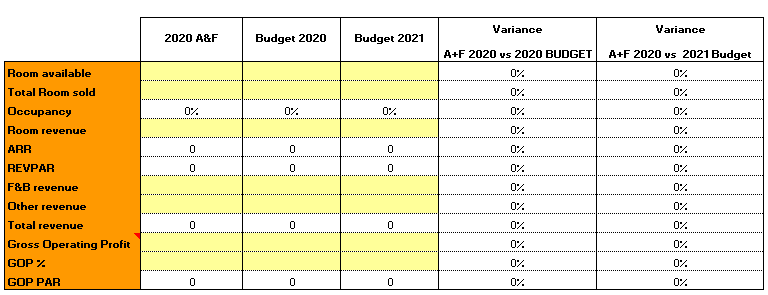 2020 A&F Budget 2020 Budget 2021 Variance Variance
A+F 2020 vs 2020 BUDGET A+F 2020 vs 2021 Budget
Room available 0% 0%
Total Room sold 0% 0%
Occupancy 0% 0% 0% 0% 0%
Room revenue 0% 0%
ARR 0 0 0 0% 0%
REVPAR 0 0 0 0% 0%
F&B revenue 0% 0%
Other revenue 0% 0%
Total revenue 0 0 0 0% 0%
Gross Operating Profit 0% 0%
GOP % 0% 0%
GOP PAR 0 0 0 0% 0%